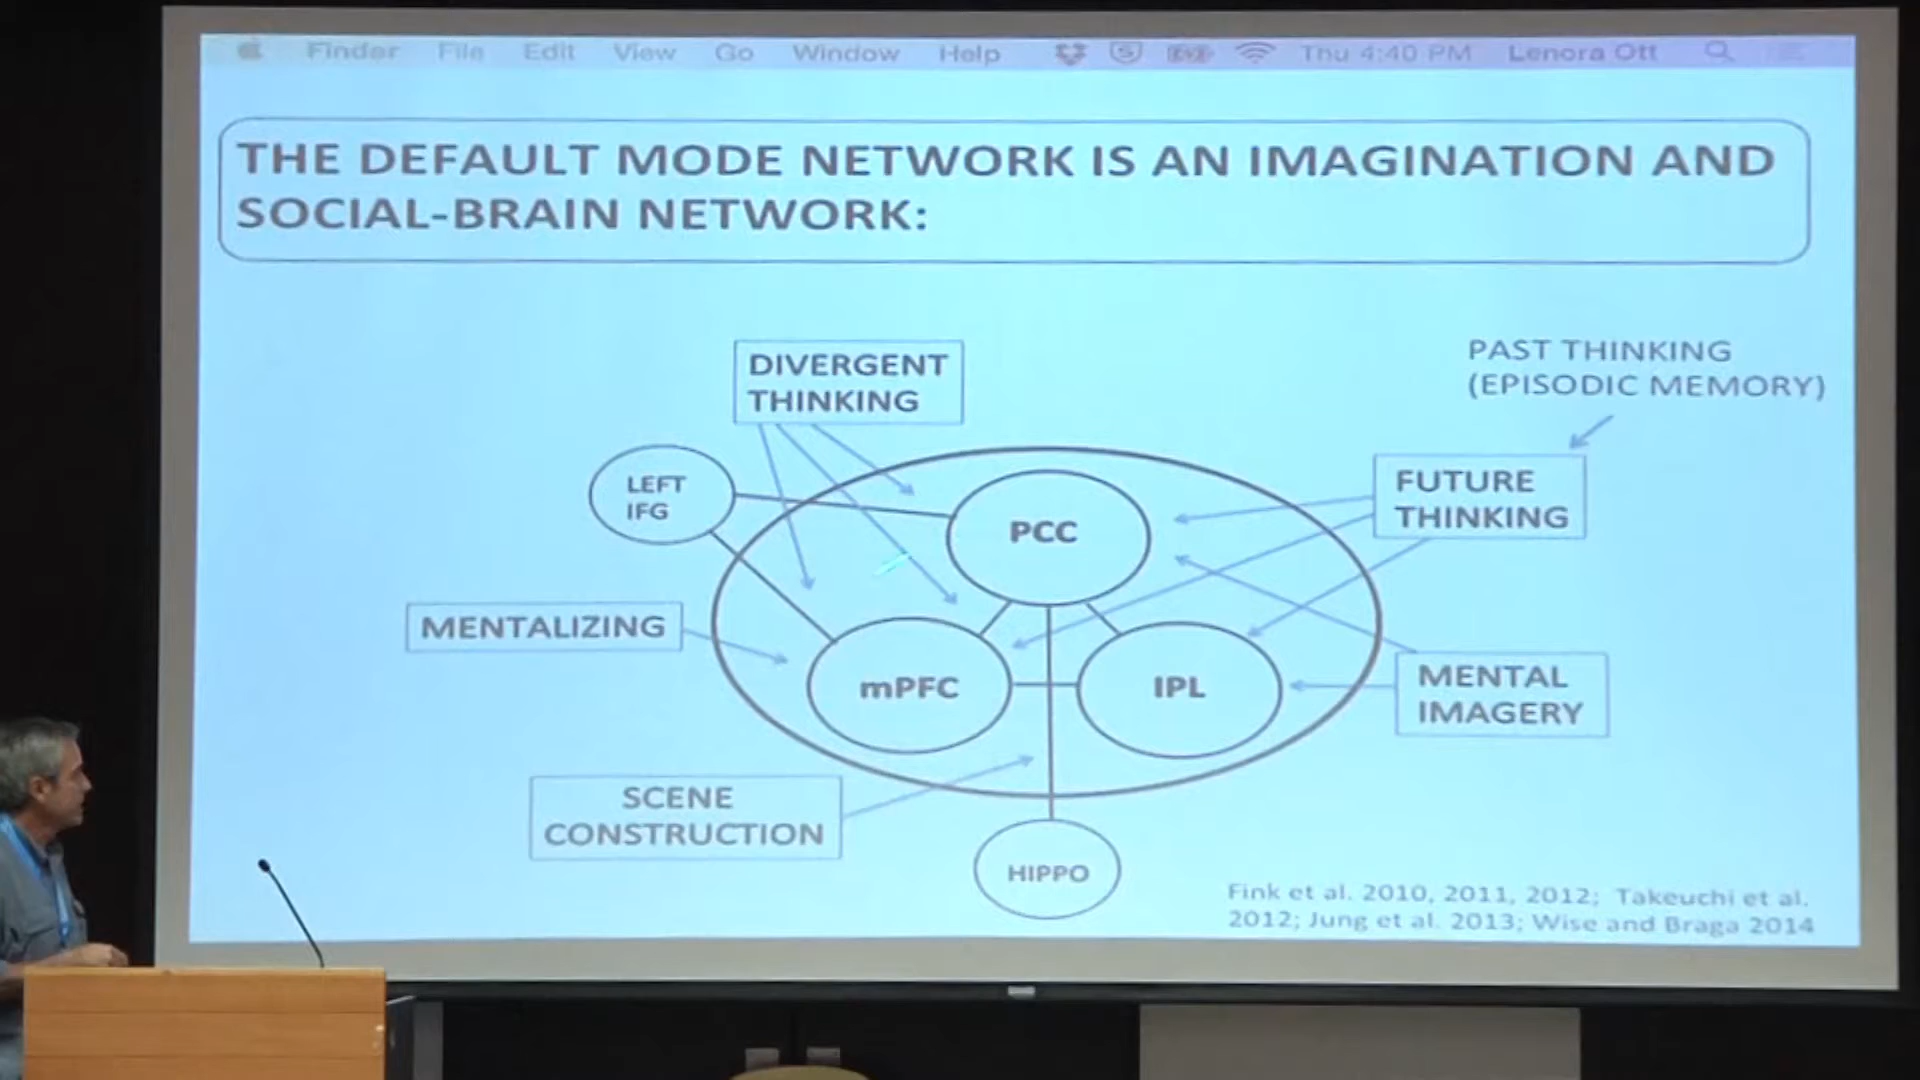 Finder File Edit View Go Window Help Thu 4:40 PM Lenora Ott
THE DEFAULT MODE NETWORK IS AN IMAGINATION AND
SOCIAL-BRAIN NETWORK:
DIVERGENT
THINKING
PAST THINKING
(EPISODIC MEMORY)
LEFT
IFG
FUTURE
THINKING
PCC
MENTALIZING
mPFC
IPL
MENTAL
IMAGERY
SCENE
CONSTRUCTION
HIPPO
Fink et al. 2010, 2011, 2012; Takeuchi et al.
2012; Jung et al. 2013; Wise and Braga 2014